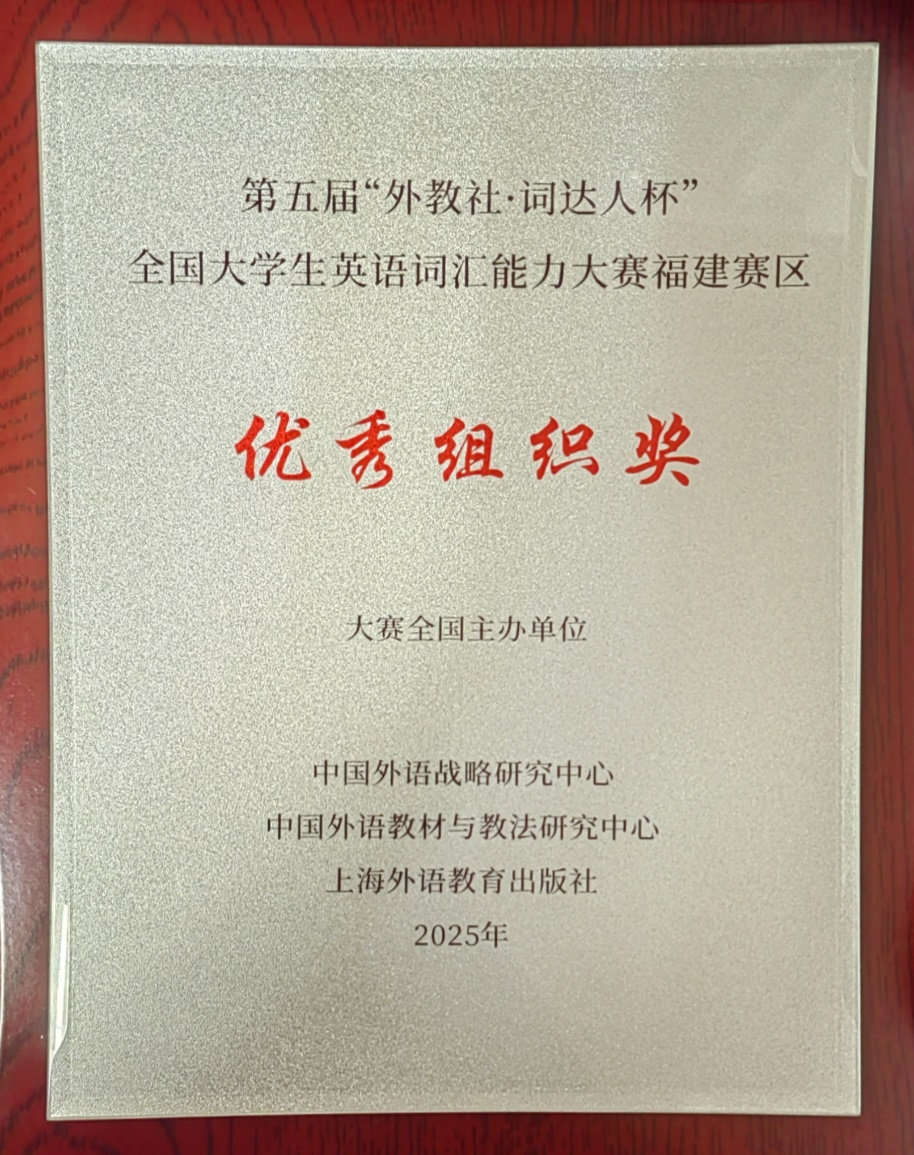 第五届“外教社·词达人杯”
全国大学生英语词汇能力大赛福建赛区
优秀组织奖
大赛全国主办单位
中国外语战略研究中心
中国外语教材与教法研究中心
上海外语教育出版社
2025年